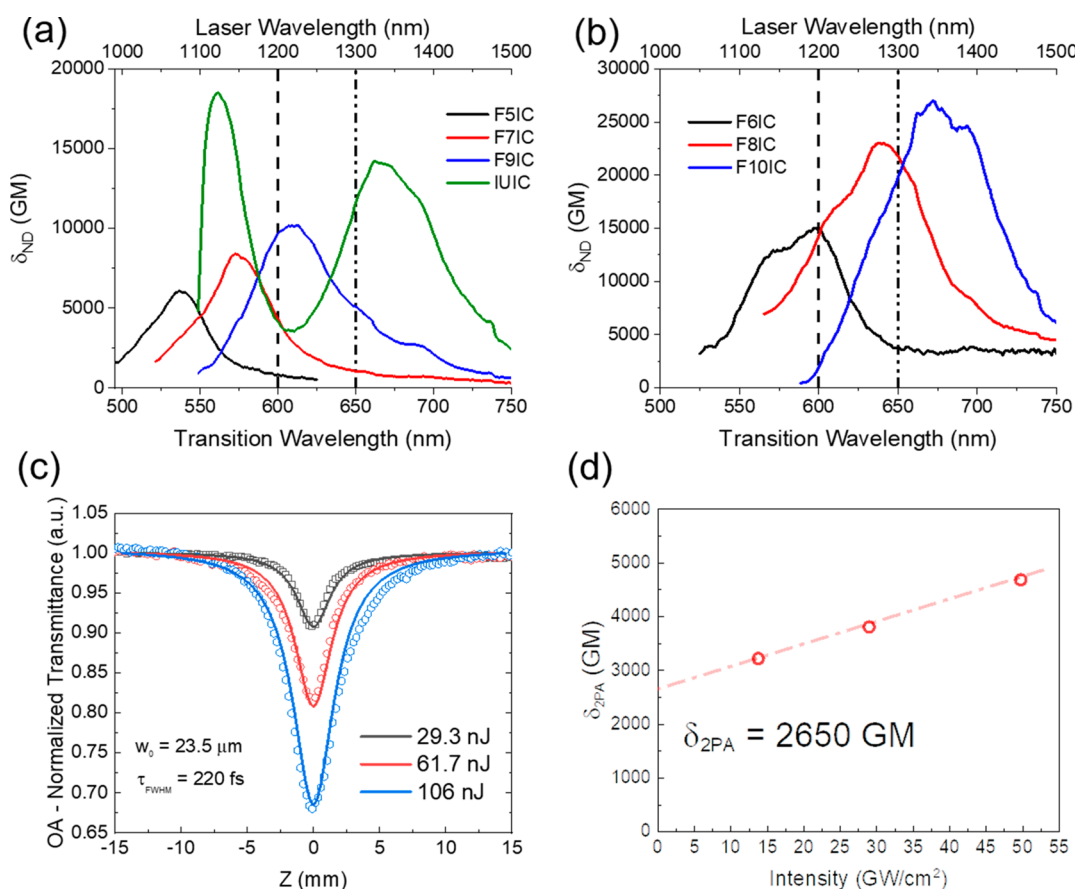 (a)
Laser Wavelength (nm)
1000 1100 1200 1300 1400 1500
20000
15000
10000
5000
0
δND (GM)
F5IC
F7IC
F9IC
IUIC
500 550 600 650 700 750
Transition Wavelength (nm)
(b)
Laser Wavelength (nm)
1000 1100 1200 1300 1400 1500
30000
25000
20000
15000
10000
5000
0
δND (GM)
F6IC
F8IC
F10IC
500 550 600 650 700 750
Transition Wavelength (nm)
(c)
OA - Normalized Transmittance (a.u.)
1.05
1.00
0.95
0.90
0.85
0.80
0.75
0.70
0.65
w0 = 23.5 μm
τFWHM = 220 fs
29.3 nJ
61.7 nJ
106 nJ
-15 -10 -5 0 5 10 15
Z (mm)
(d)
δ2PA (GM)
6000
5000
4000
3000
2000
1000
0
δ2PA = 2650 GM
0 5 10 15 20 25 30 35 40 45 50 55
Intensity (GW/cm²)